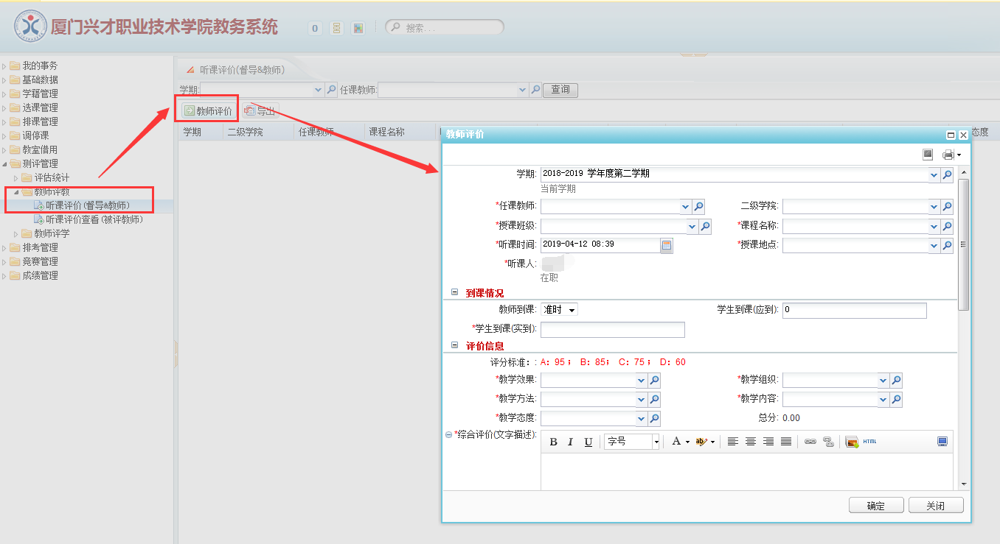 厦门兴才职业技术学院教务系统
0
搜索...
我的事务
基础数据
学籍管理
选课管理
排课管理
调停课
教室借用
测评管理
评估统计
教师评教
听课评价(督导&教师)
听课评价查看(被评教师)
教师评学
排考管理
竞赛管理
成绩管理
听课评价(督导&教师)
学期: 任课教师: 查询
教师评价 导出
学期 二级学院 任课教师 课程名称 态度
教师评价
学期: 2018-2019 学年度第二学期
当前学期
*任课教师: 二级学院:
*授课班级: *课程名称:
*听课时间: 2019-04-12 08:39 *授课地点:
*听课人:
在职
到课情况
教师到课: 准时 学生到课(应到): 0
*学生到课(实到):
评价信息
评分标准: : A: 95 ; B: 85; C: 75 ; D: 60
*教学效果: *教学组织:
*教学方法: *教学内容:
*教学态度: 总分: 0.00
*综合评价(文字描述): B I U 字号 A ab HTML
确定 关闭